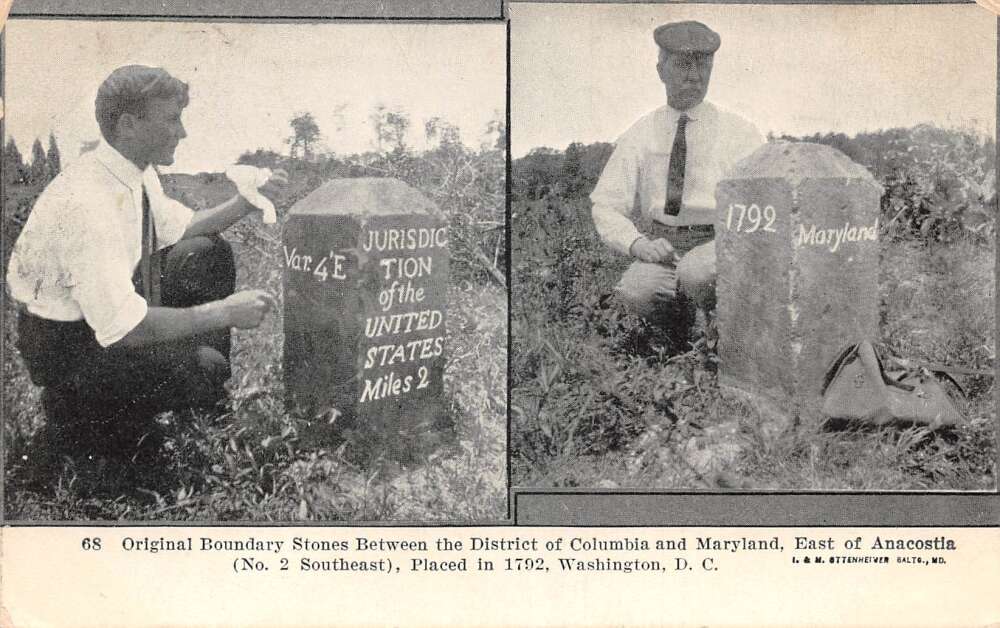 Var. 4'E
JURISDIC
TION
of the
UNITED
STATES
Miles 2
1792
Maryland
68 Original Boundary Stones Between the District of Columbia and Maryland, East of Anacostia
(No. 2 Southeast), Placed in 1792, Washington, D. C.
I. & M. OTTENHEIMER BALTO., MD.